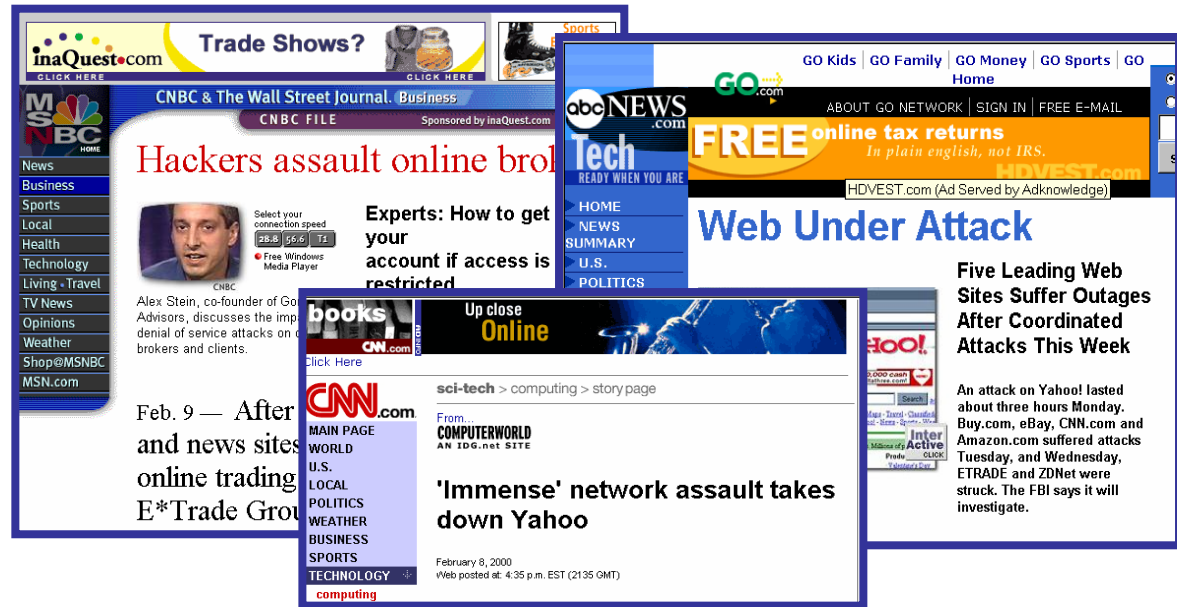 inaQuest.com
CLICK HERE
Trade Shows?
CLICK HERE
Sports
MSNBC
HOME
CNBC & The Wall Street Journal. Business
CNBC FILE
Sponsored by inaQuest.com
News
Business
Sports
Local
Health
Technology
Living • Travel
TV News
Opinions
Weather
Shop@MSNBC
MSN.com
Hackers assault online
CNBC
Select your
connection speed
28.8 56.6 T1
Free Windows
Media Player
Experts: How to get
your
account if access is
restricted
Alex Stein, co-founder of
Advisors, discusses the
denial of service attacks on
brokers and clients.
Feb. 9 — After
and news sites
online trading
E*Trade
GO Kids | GO Family | GO Money | GO Sports | GO
Home
GO.com
ABOUT GO NETWORK | SIGN IN | FREE E-MAIL
abcNEWS
.com
Tech
READY WHEN YOU ARE
FREE online tax returns
In plain english, not IRS.
HDVEST.com
HDVEST.com (Ad Served by Adknowledge)
HOME
NEWS
SUMMARY
U.S.
POLITICS
Web Under Attack
Five Leading Web
Sites Suffer Outages
After Coordinated
Attacks This Week
Search
Inter
Active
CLICK
An attack on Yahoo! lasted
about three hours Monday.
Buy.com, eBay, CNN.com and
Amazon.com suffered attacks
Tuesday, and Wednesday,
ETRADE and ZDNet were
struck. The FBI says it will
investigate.
books
CNN.com
Up close
Online
Click Here
CNN.com
MAIN PAGE
WORLD
U.S.
LOCAL
POLITICS
WEATHER
BUSINESS
SPORTS
TECHNOLOGY
computing
sci-tech > computing > story page
From...
COMPUTERWORLD
AN IDG.net SITE
'Immense' network assault takes
down Yahoo
February 8, 2000
Web posted at: 4:35 p.m. EST (2135 GMT)